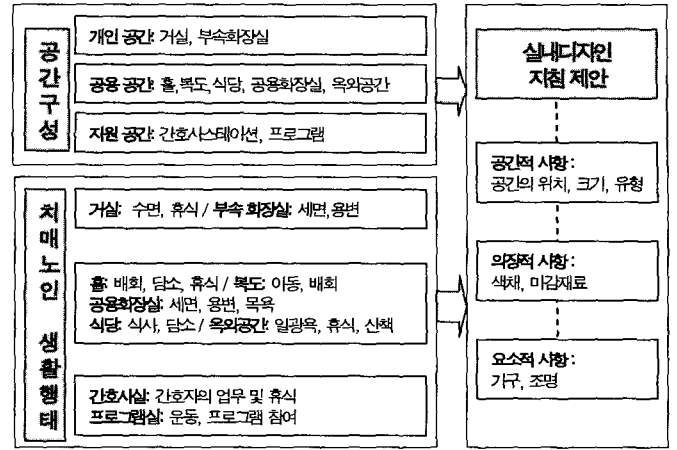 공간구성
개인 공간: 거실, 부속화장실
공용 공간: 홀, 복도, 식당, 공용화장실, 옥외공간
지원 공간: 간호사스테이션, 프로그램
치매노인 생활행태
거실: 수면, 휴식 / 부속 화장실: 세면,용변
홀: 배회, 담소, 휴식 / 복도: 이동, 배회
공용화장실: 세면, 용변, 목욕
식당: 식사, 담소 / 옥외공간: 일광욕, 휴식, 산책
간호사실: 간호자의 업무 및 휴식
프로그램실: 운동, 프로그램 참여
실내디자인
지침 제안
공간적 사항 :
공간의 위치, 크기, 유형
의장적 사항 :
색채, 마감재료
요소적 사항 :
가구, 조명